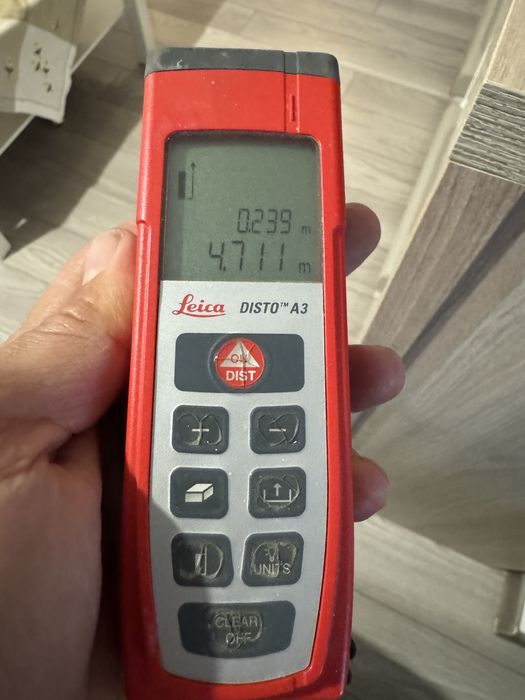 0.239 m
4.711 m
Leica DISTO™ A3
ON
DIST
+ −
UNITS
CLEAR
OFF